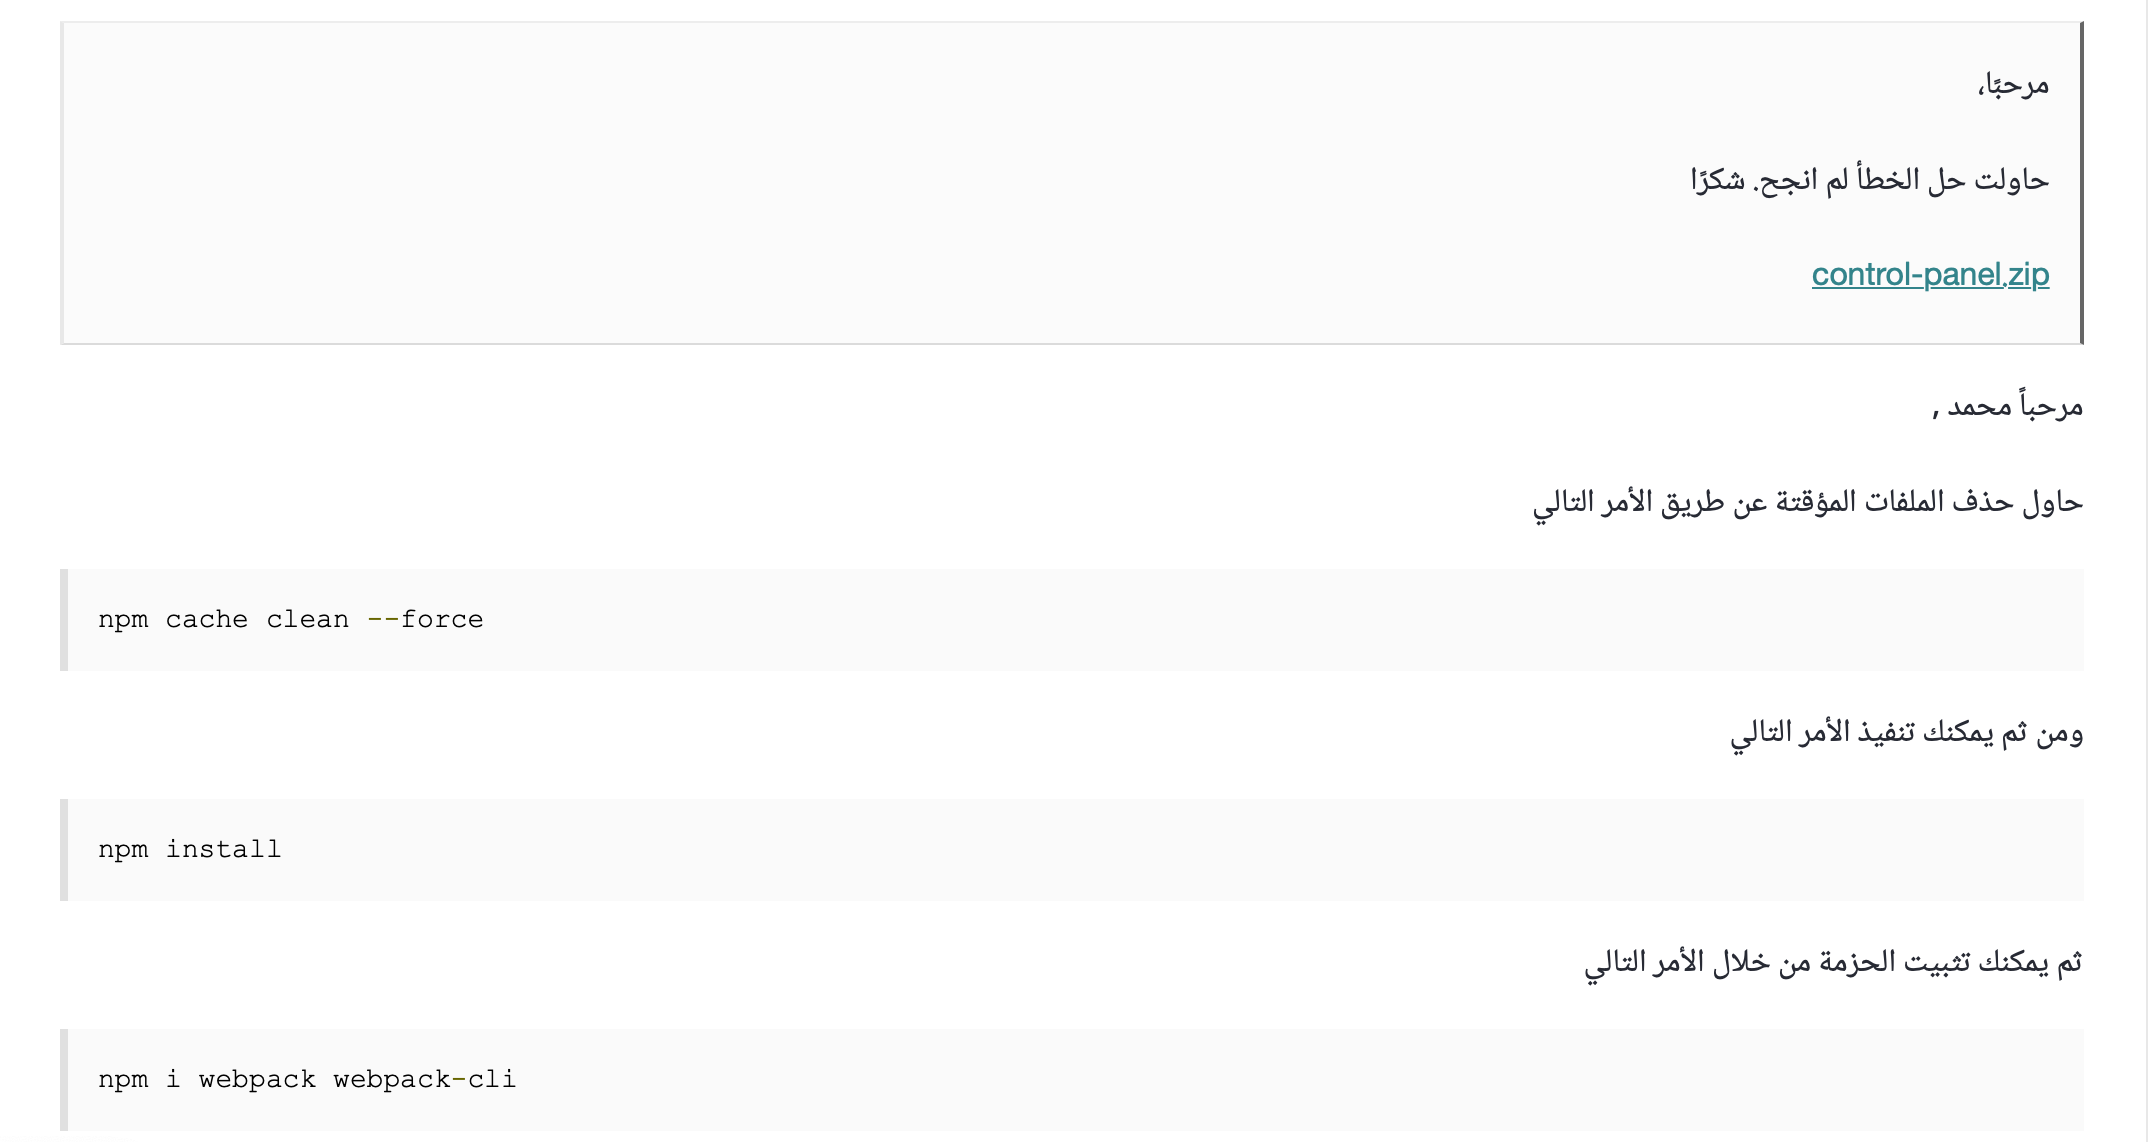 مرحبًا،
حاولت حل الخطأ لم انجح. شكرًا
control-panel.zip
مرحباً محمد ,
حاول حذف الملفات المؤقتة عن طريق الأمر التالي
npm cache clean --force
ومن ثم يمكنك تنفيذ الأمر التالي
npm install
ثم يمكنك تثبيت الحزمة من خلال الأمر التالي
npm i webpack webpack-cli